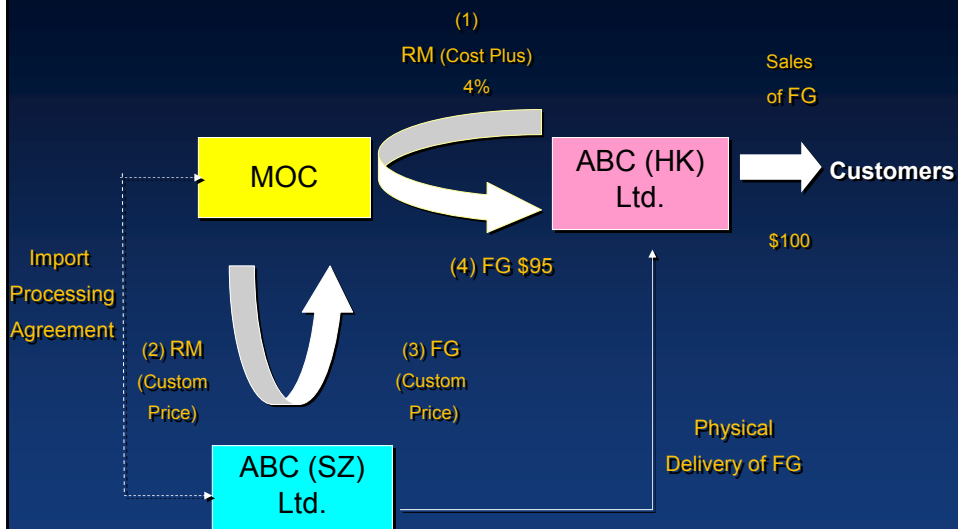 (1)
RM (Cost Plus)
4%
Sales
of FG
MOC
ABC (HK)
Ltd.
Customers
$100
(4) FG $95
Import
Processing
Agreement
(2) RM
(Custom
Price)
(3) FG
(Custom
Price)
Physical
Delivery of FG
ABC (SZ)
Ltd.